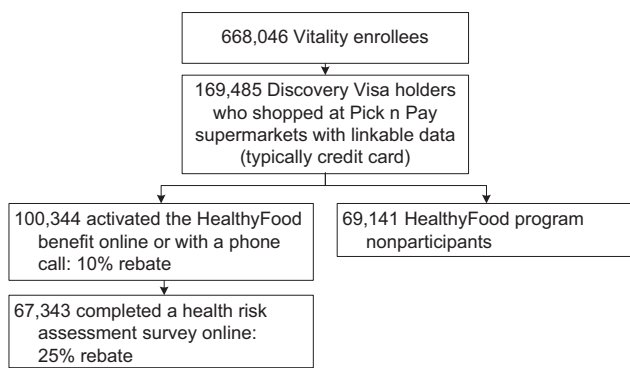 668,046 Vitality enrollees
169,485 Discovery Visa holders
who shopped at Pick n Pay
supermarkets with linkable data
(typically credit card)
100,344 activated the HealthyFood
benefit online or with a phone
call: 10% rebate
69,141 HealthyFood program
nonparticipants
67,343 completed a health risk
assessment survey online:
25% rebate